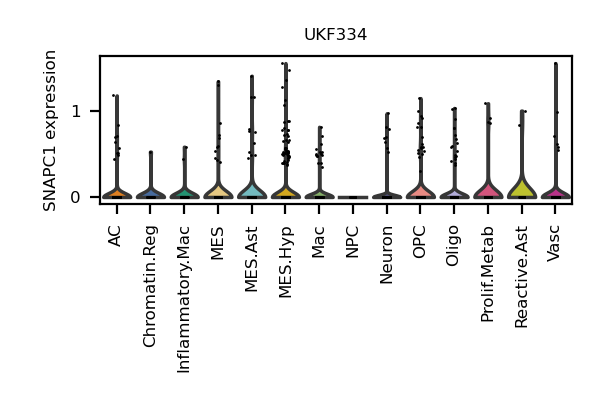 UKF334
SNAPC1 expression
1
0
AC
Chromatin.Reg
Inflammatory.Mac
MES
MES.Ast
MES.Hyp
Mac
NPC
Neuron
OPC
Oligo
Prolif.Metab
Reactive.Ast
Vasc